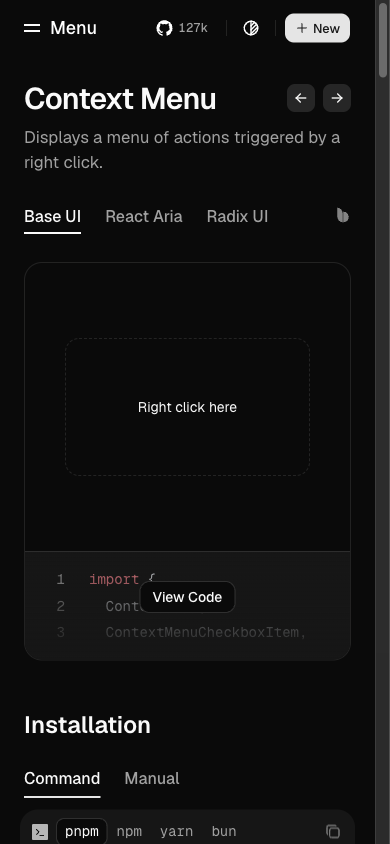 Menu
127k
New
Context Menu
Displays a menu of actions triggered by a
right click.
Base UI
React Aria
Radix UI
Right click here
1 import {
2
View Code
3 ContextMenuCheckboxItem,
Installation
Command
Manual
pnpm
npm
yarn
bun